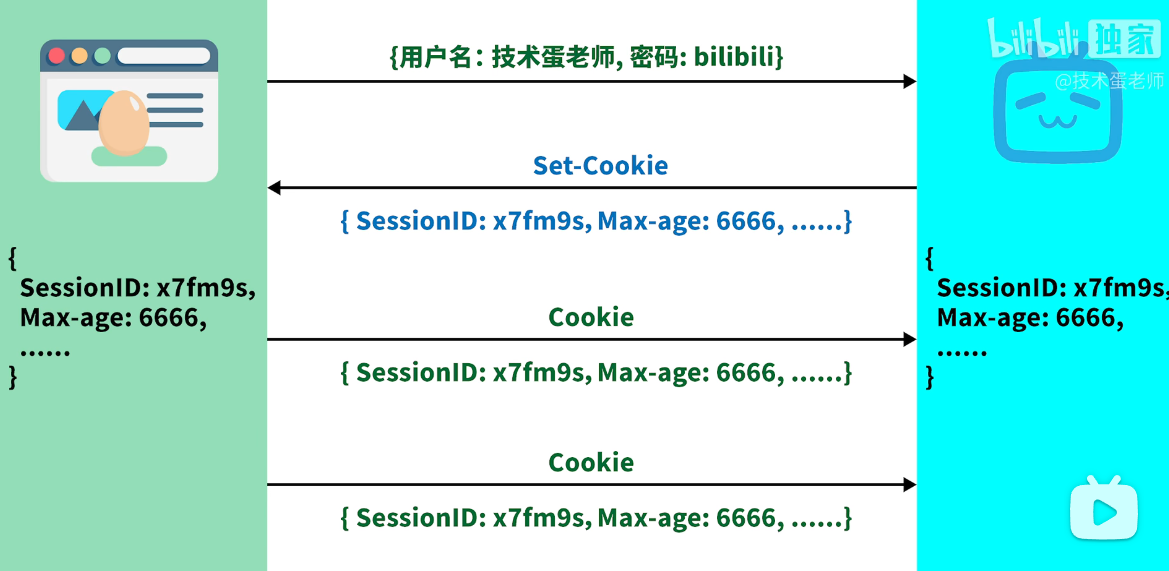 bilibili 独家
@技术蛋老师
{用户名：技术蛋老师, 密码: bilibili}
Set-Cookie
{ SessionID: x7fm9s, Max-age: 6666, ......}
{
SessionID: x7fm9s,
Max-age: 6666,
......
}
{
SessionID: x7fm9s,
Max-age: 6666,
......
}
Cookie
{ SessionID: x7fm9s, Max-age: 6666, ......}
Cookie
{ SessionID: x7fm9s, Max-age: 6666, ......}